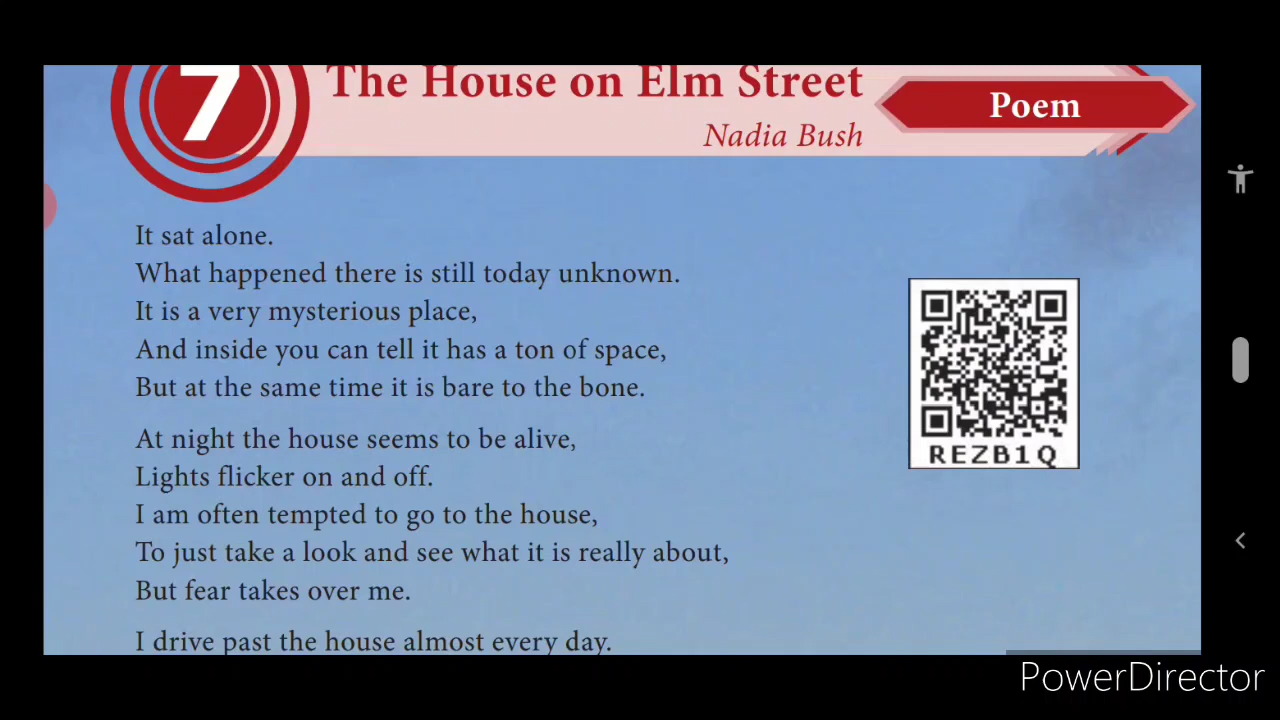 7
The House on Elm Street
Poem
Nadia Bush
It sat alone.
What happened there is still today unknown.
It is a very mysterious place,
And inside you can tell it has a ton of space,
But at the same time it is bare to the bone.
At night the house seems to be alive,
Lights flicker on and off.
I am often tempted to go to the house,
To just take a look and see what it is really about,
But fear takes over me.
I drive past the house almost every day.
REZB1Q
PowerDirector